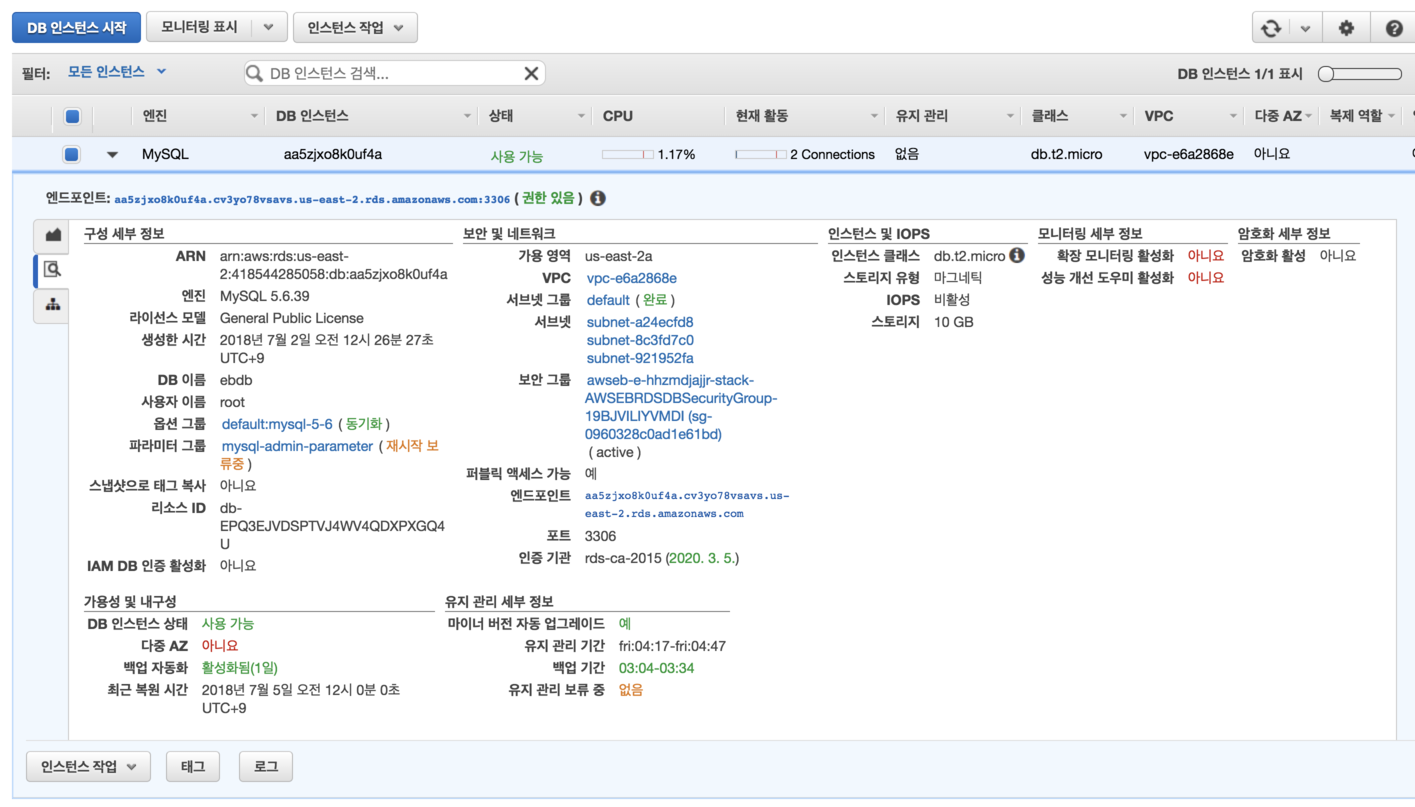 DB 인스턴스 시작
모니터링 표시
인스턴스 작업
필터: 모든 인스턴스
DB 인스턴스 검색...
DB 인스턴스 1/1 표시
엔진 DB 인스턴스 상태 CPU 현재 활동 유지 관리 클래스 VPC 다중 AZ 복제 역할
MySQL aa5zjxo8k0uf4a 사용 가능 1.17% 2 Connections 없음 db.t2.micro vpc-e6a2868e 아니요
엔드포인트: aa5zjxo8k0uf4a.cv3yo78vsavs.us-east-2.rds.amazonaws.com:3306 ( 권한 있음 )
구성 세부 정보
ARN arn:aws:rds:us-east-
2:418544285058:db:aa5zjxo8k0uf4a
엔진 MySQL 5.6.39
라이선스 모델 General Public License
생성한 시간 2018년 7월 2일 오전 12시 26분 27초
UTC+9
DB 이름 ebdb
사용자 이름 root
옵션 그룹 default:mysql-5-6 ( 동기화 )
파라미터 그룹 mysql-admin-parameter ( 재시작 보
류중 )
스냅샷으로 태그 복사 아니요
리소스 ID db-
EPQ3EJVDSPTVJ4WV4QDXPXGQ4
U
IAM DB 인증 활성화 아니요
보안 및 네트워크
가용 영역 us-east-2a
VPC vpc-e6a2868e
서브넷 그룹 default ( 완료 )
서브넷 subnet-a24ecfd8
subnet-8c3fd7c0
subnet-921952fa
보안 그룹 awseb-e-hhzmdjajjr-stack-
AWSEBRDSDBSecurityGroup-
19BJVILIYVMDI (sg-
0960328c0ad1e61bd)
( active )
퍼블릭 액세스 가능 예
엔드포인트 aa5zjxo8k0uf4a.cv3yo78vsavs.us-
east-2.rds.amazonaws.com
포트 3306
인증 기관 rds-ca-2015 (2020. 3. 5.)
인스턴스 및 IOPS
인스턴스 클래스 db.t2.micro
스토리지 유형 마그네틱
IOPS 비활성
스토리지 10 GB
모니터링 세부 정보
확장 모니터링 활성화 아니요
성능 개선 도우미 활성화 아니요
암호화 세부 정보
암호화 활성 아니요
가용성 및 내구성
DB 인스턴스 상태 사용 가능
다중 AZ 아니요
백업 자동화 활성화됨(1일)
최근 복원 시간 2018년 7월 5일 오전 12시 0분 0초
UTC+9
유지 관리 세부 정보
마이너 버전 자동 업그레이드 예
유지 관리 기간 fri:04:17-fri:04:47
백업 기간 03:04-03:34
유지 관리 보류 중 없음
인스턴스 작업
태그
로그